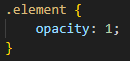 .element {
    opacity: 1;
}